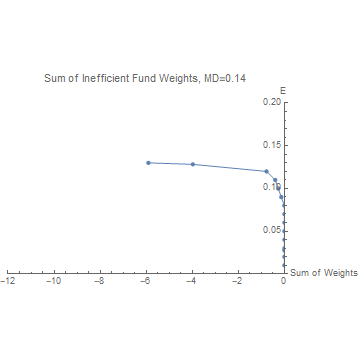 Sum of Inefficient Fund Weights, MD=0.14
E
0.20
0.15
0.10
0.05
Sum of Weights
−12 −10 −8 −6 −4 −2 0